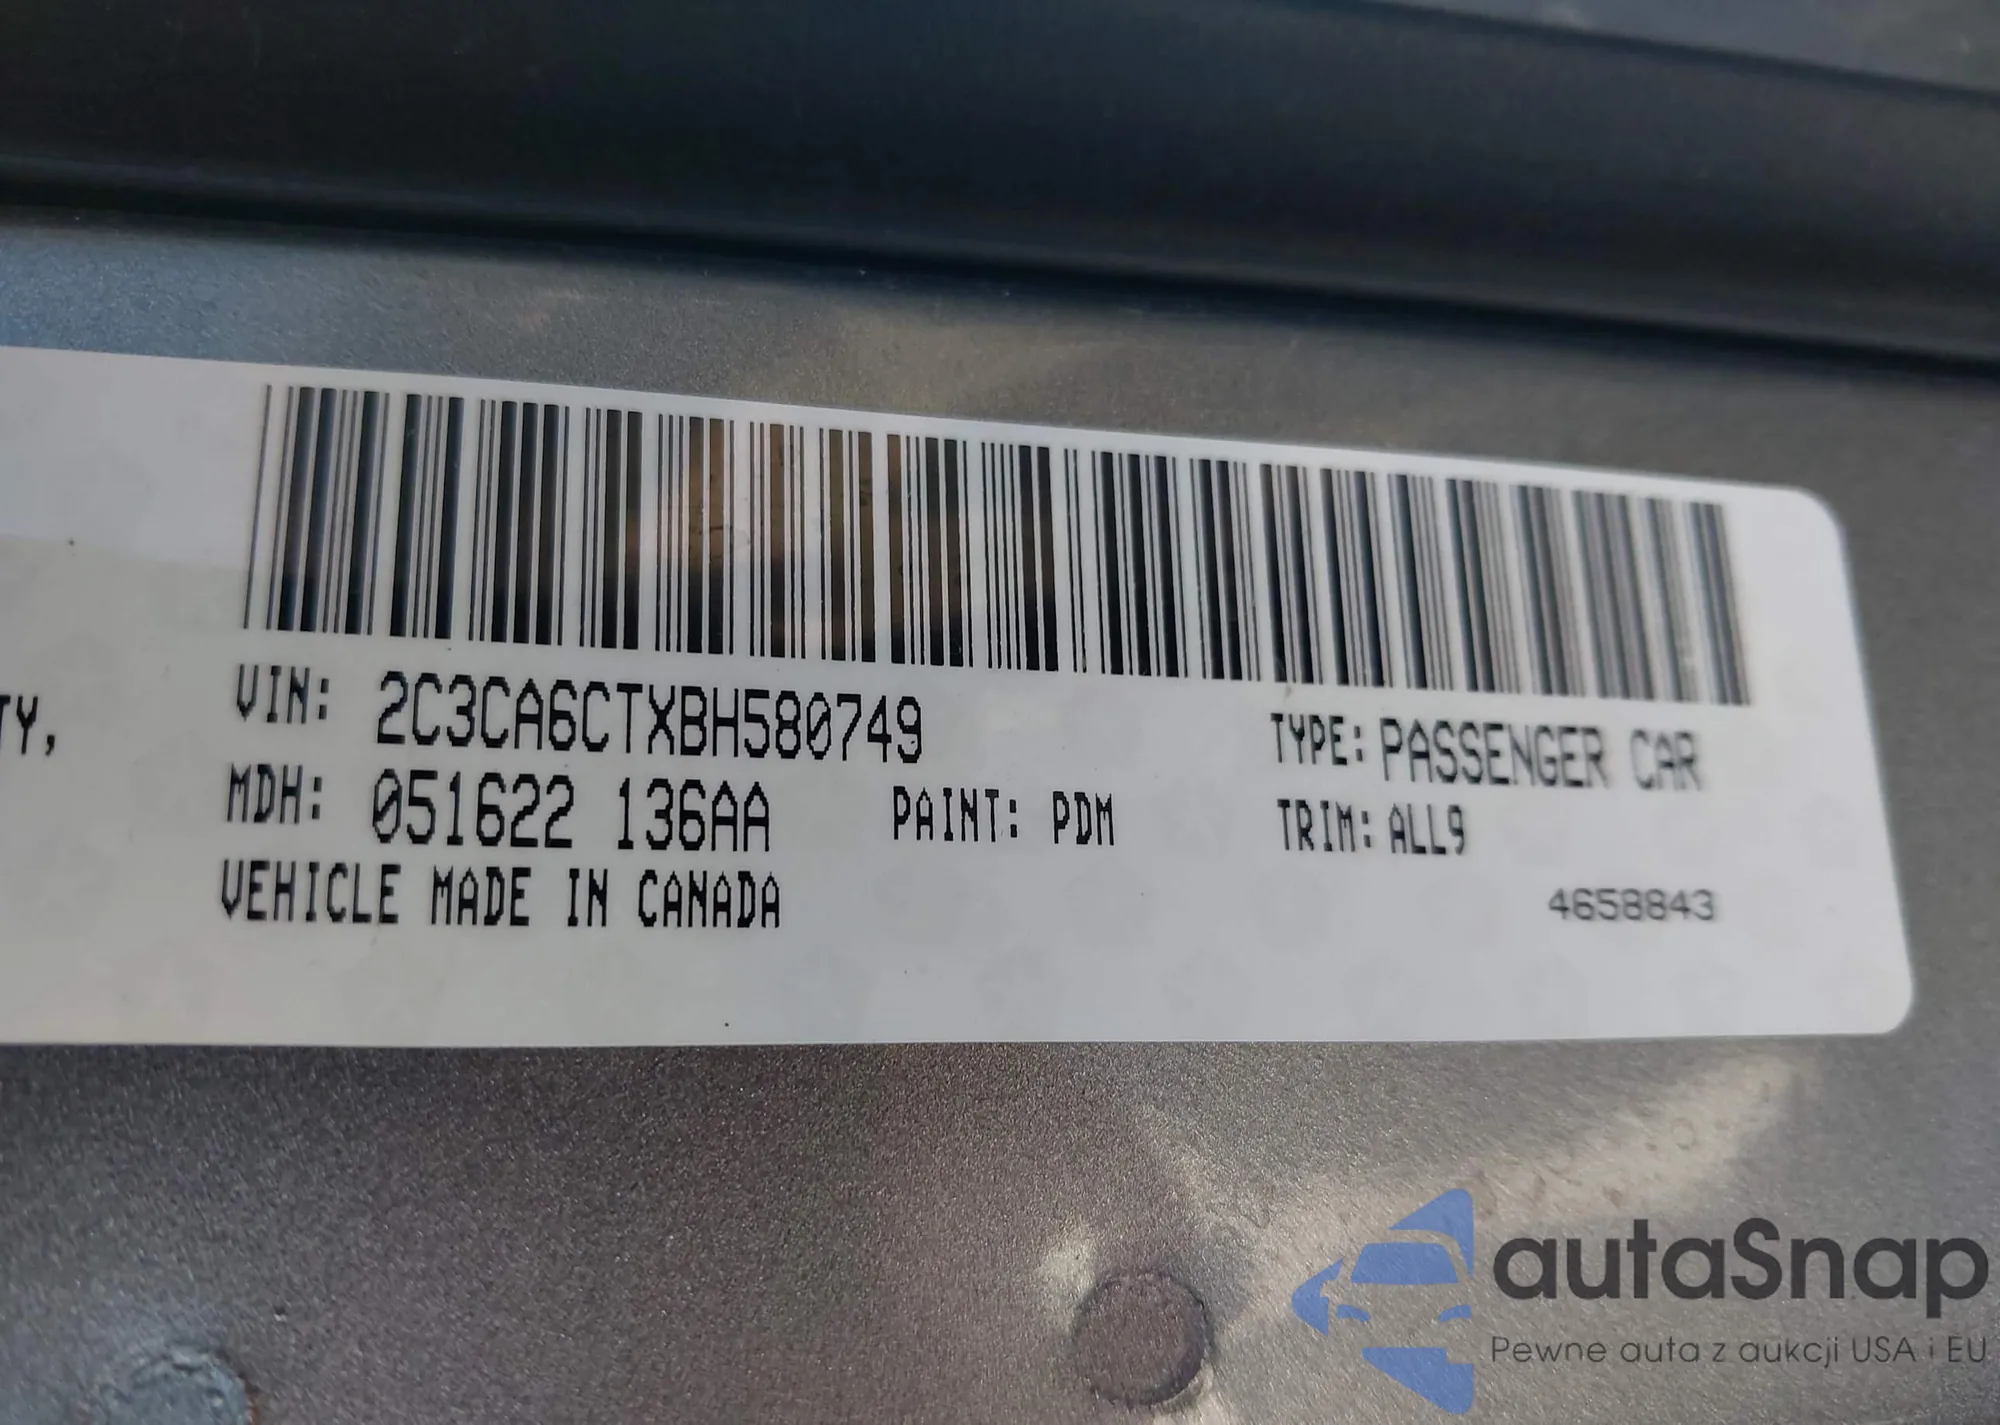 TY,
VIN: 2C3CA6CTXBH580749
TYPE: PASSENGER CAR
MDH: 051622 136AA
PAINT: PDM
TRIM: ALL9
VEHICLE MADE IN CANADA
4658843
autaSnap
Pewne auta z aukcji USA i EU